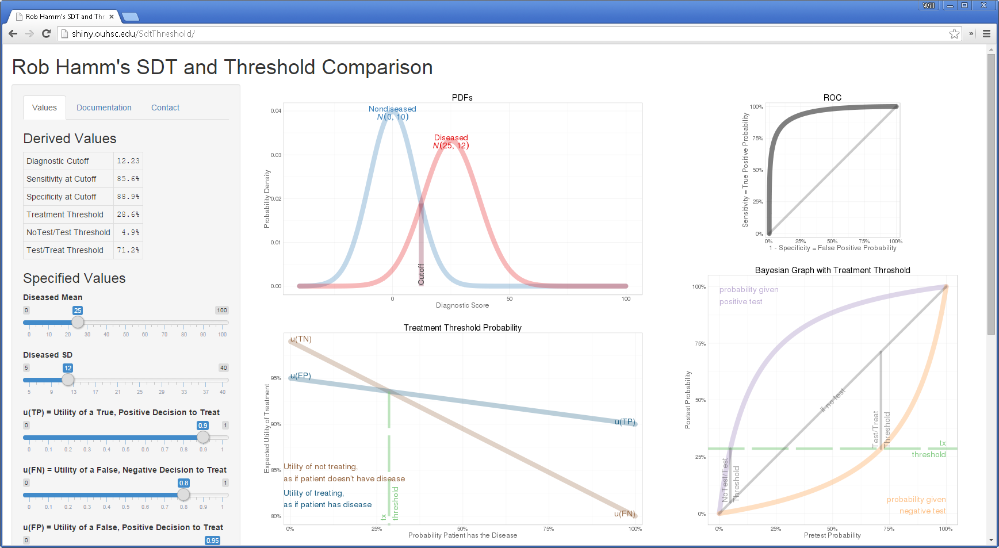 Will
Rob Hamm's SDT and Thr
shiny.ouhsc.edu/SdtThreshold/
Rob Hamm's SDT and Threshold Comparison
Values Documentation Contact
Derived Values
Diagnostic Cutoff 12.23
Sensitivity at Cutoff 85.6%
Specificity at Cutoff 88.9%
Treatment Threshold 28.6%
NoTest/Test Threshold 4.9%
Test/Treat Threshold 71.2%
Specified Values
Diseased Mean
0 25 100
0 10 20 30 40 50 60 70 80 90 100
Diseased SD
5 12 40
5 9 13 17 21 25 29 33 37 40
u(TP) = Utility of a True, Positive Decision to Treat
0 0.9 1
0 0.1 0.2 0.3 0.4 0.5 0.6 0.7 0.8 0.9 1
u(FN) = Utility of a False, Negative Decision to Treat
0 0.8 1
0 0.1 0.2 0.3 0.4 0.5 0.6 0.7 0.8 0.9 1
u(FP) = Utility of a False, Positive Decision to Treat
0 0.95
PDFs
Nondiseased
N(0, 10)
Diseased
N(25, 12)
Cutoff
Probability Density
0.04
0.03
0.02
0.01
0.00
0 50 100
Diagnostic Score
ROC
Sensitivity = True Positive Probability
100%
75%
50%
25%
0%
0% 25% 50% 75% 100%
1 - Specificity = False Positive Probability
Treatment Threshold Probability
u(TN)
u(FP)
u(TP)
u(FN)
Expected Utility of Treatment
95%
90%
85%
80%
Utility of not treating,
as if patient doesn't have disease
Utility of treating,
as if patient has disease
tx
threshold
0% 25% 50% 75% 100%
Probability Patient has the Disease
Bayesian Graph with Treatment Threshold
probability given
positive test
if no test
Test/Treat
Threshold
tx
threshold
NoTest/Test
Threshold
probability given
negative test
Postest Probability
100%
75%
50%
25%
0%
0% 25% 50% 75% 100%
Pretest Probability